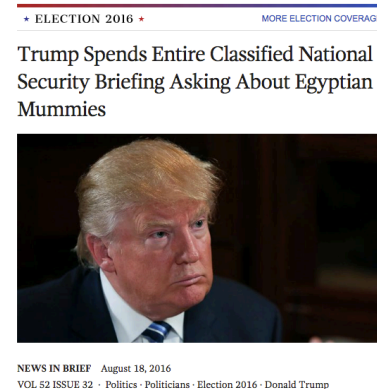 ★ ELECTION 2016 ★ MORE ELECTION COVERAG
Trump Spends Entire Classified National
Security Briefing Asking About Egyptian
Mummies
NEWS IN BRIEF August 18, 2016
VOL 52 ISSUE 32 · Politics · Politicians · Election 2016 · Donald Trump